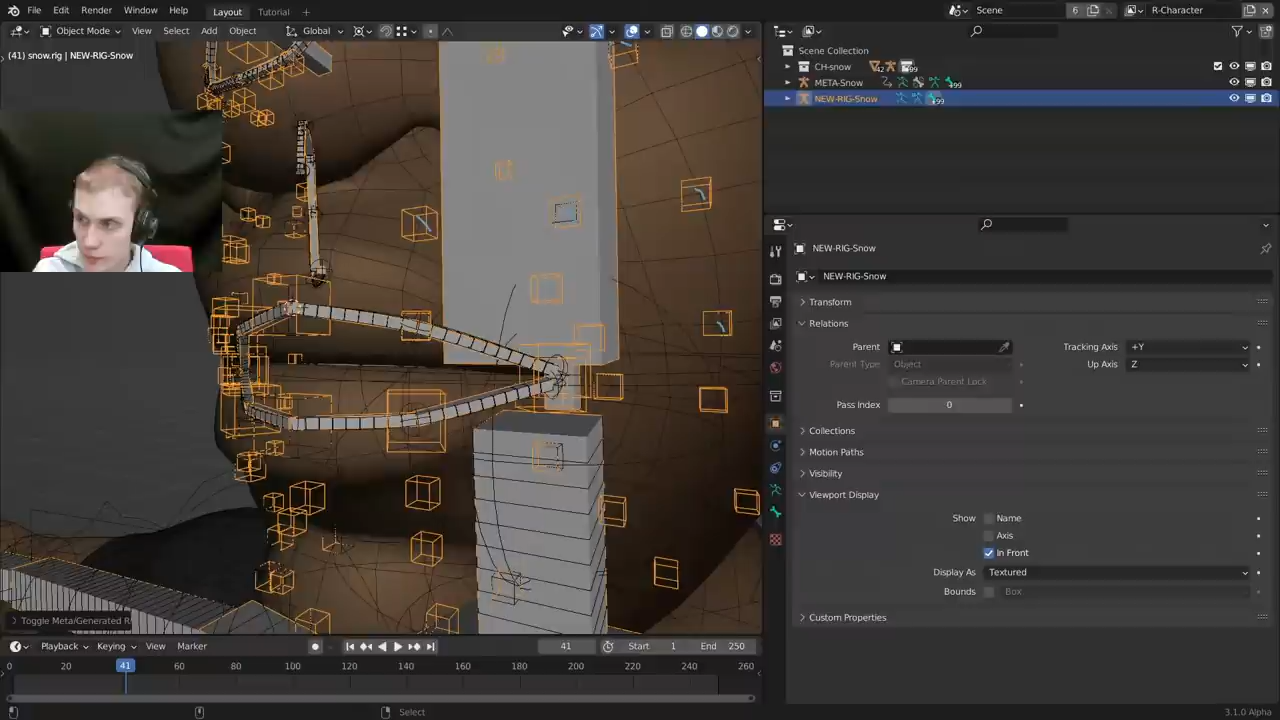 File Edit Render Window Help Layout Tutorial Scene 6 R-Character
Object Mode View Select Add Object Global
(41) snow.rig | NEW-RIG-Snow
Scene Collection
CH-snow 42 99
META-Snow +99
NEW-RIG-Snow +99
NEW-RIG-Snow
NEW-RIG-Snow
Transform
Relations
Parent Tracking Axis +Y
Parent Type Object Up Axis Z
Camera Parent Lock
Pass Index 0
Collections
Motion Paths
Visibility
Viewport Display
Show Name
Axis
In Front
Display As Textured
Bounds Box
Custom Properties
Toggle Meta/Generated R
Playback Keying View Marker 41 Start 1 End 250
0 20 41 60 80 100 120 140 160 180 200 220 240 260
Select 3.1.0 Alpha